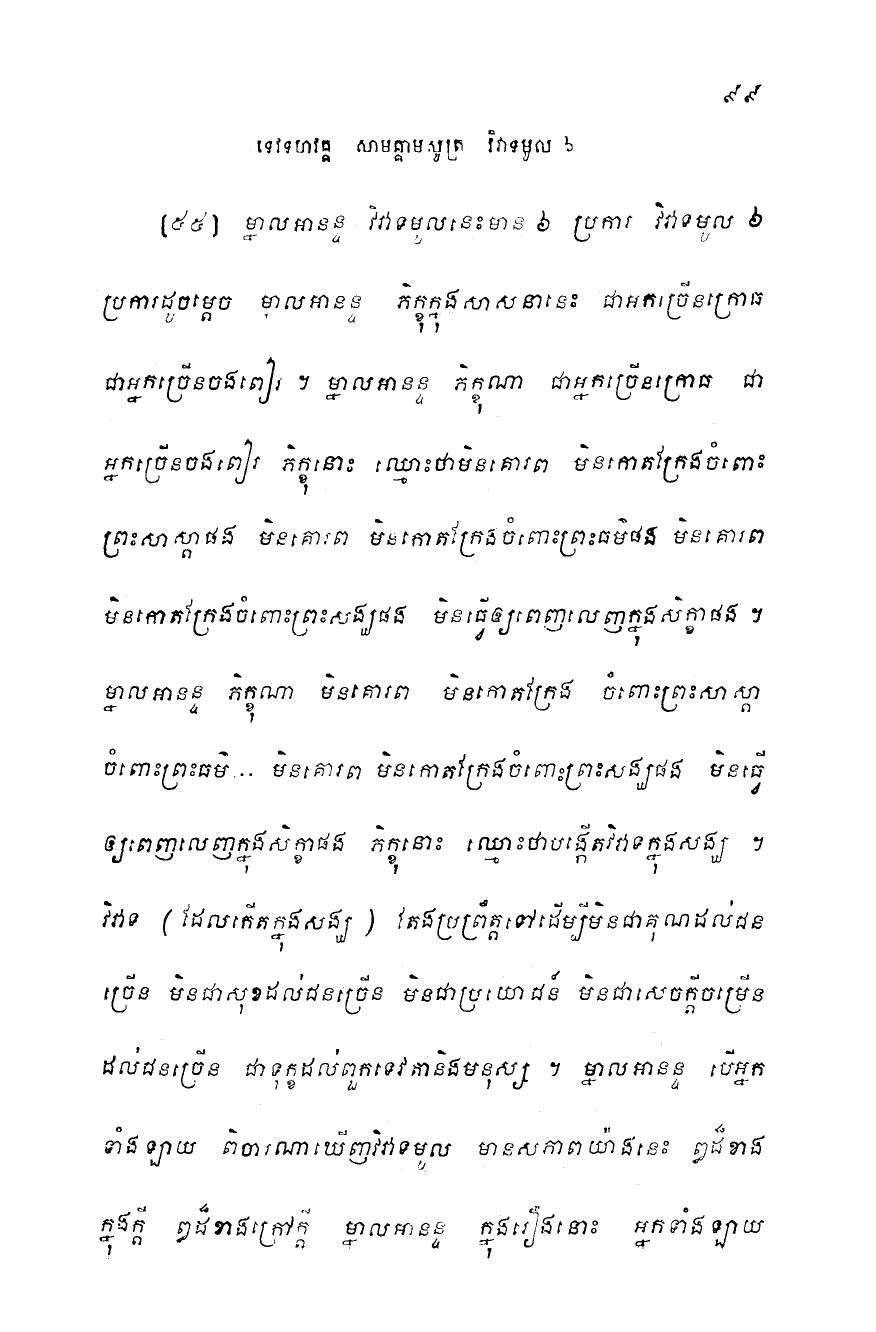 ៩៩
ទេវទហវគ្គ សាមគ្គាមសូត្រ វិវាទមូល ៦
(៥៥) ម្នាលអានន្ទ វិវាទមូលនេះមាន ៦ ប្រការ វិវាទមូល ៦
ប្រការដូចម្តេច ម្នាលអានន្ទ ភិក្ខុក្នុងសាសនានេះ ជាអ្នកច្រើនក្រោធ
ជាអ្នកច្រើនចងពៀរ ។ ម្នាលអានន្ទ ភិក្ខុណា ជាអ្នកច្រើនក្រោធ ជា
អ្នកច្រើនចងពៀរ ភិក្ខុនោះ ឈ្មោះថាមិនគោរព មិនកោតក្រែងចំពោះ
ព្រះសាស្តាផង មិនគោរព មិនកោតក្រែងចំពោះព្រះធម៌ផង មិនគោរព
មិនកោតក្រែងចំពោះព្រះសង្ឃផង មិនធ្វើឲ្យពេញលេញក្នុងសិក្ខាផង ។
ម្នាលអានន្ទ ភិក្ខុណា មិនគោរព មិនកោតក្រែង ចំពោះព្រះសាស្តា
ចំពោះព្រះធម៌... មិនគោរព មិនកោតក្រែងចំពោះព្រះសង្ឃផង មិនធ្វើ
ឲ្យពេញលេញក្នុងសិក្ខាផង ភិក្ខុនោះ ឈ្មោះថាបង្កើតវិវាទក្នុងសង្ឃ ។
វិវាទ (ដែលកើតក្នុងសង្ឃ) តែងប្រព្រឹត្តទៅដើម្បីមិនជាគុណដល់ជន
ច្រើន មិនជាសុខដល់ជនច្រើន មិនជាប្រយោជន៍ មិនជាសេចក្តីចម្រើន
ដល់ជនច្រើន ជាទុក្ខដល់ពួកទេវតានិងមនុស្ស ។ ម្នាលអានន្ទ បើអ្នក
ទាំងឡាយ ពិចារណាឃើញវិវាទមូល មានសភាពយ៉ាងនេះ ឰដ៏ខាង
ក្នុងក្តី ឰដ៏ខាងក្រៅក្តី ម្នាលអានន្ទ ក្នុងរឿងនោះ អ្នកទាំងឡាយ